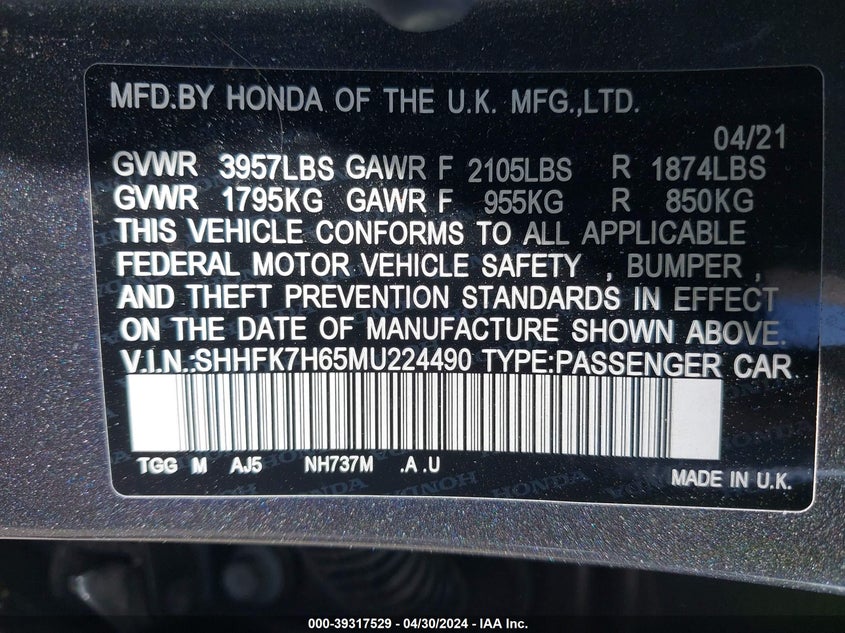 MFD.BY HONDA OF THE U.K. MFG.,LTD.
04/21
GVWR 3957LBS GAWR F 2105LBS R 1874LBS
GVWR 1795KG GAWR F 955KG R 850KG
THIS VEHICLE CONFORMS TO ALL APPLICABLE
FEDERAL MOTOR VEHICLE SAFETY , BUMPER ,
AND THEFT PREVENTION STANDARDS IN EFFECT
ON THE DATE OF MANUFACTURE SHOWN ABOVE.
V.I.N.:SHHFK7H65MU224490 TYPE:PASSENGER CAR
TGG M AJ5 NH737M .A .U
MADE IN U.K.
HONDA HONDA HONDA
000-39317529 - 04/30/2024 - IAA Inc.